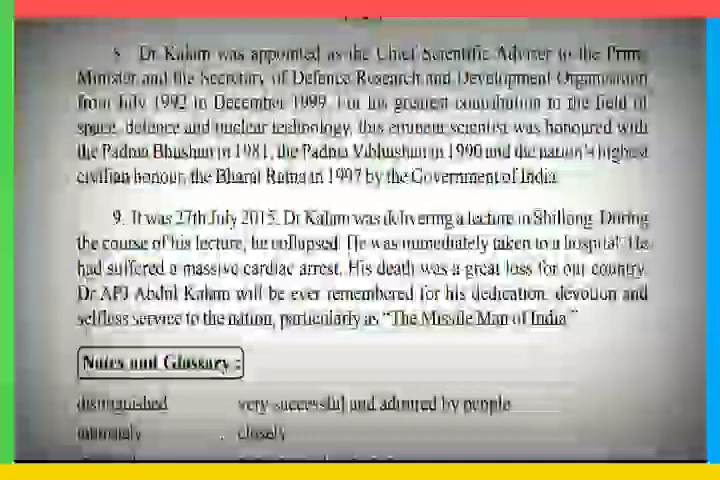 8. Dr Kalam was appointed as the Chief Scientific Adviser to the Prime
Minister and the Secretary of Defence Research and Development Organisation
from July 1992 to December 1999. For his greatest contribution to the field of
space, defence and nuclear technology, this eminent scientist was honoured with
the Padma Bhushan in 1981, the Padma Vibhushan in 1990 and the nation's highest
civilian honour, the Bharat Ratna in 1997 by the Government of India.
9. It was 27th July 2015. Dr Kalam was delivering a lecture in Shillong. During
the course of his lecture, he collapsed. He was immediately taken to a hospital. He
had suffered a massive cardiac arrest. His death was a great loss for our country.
Dr APJ Abdul Kalam will be ever remembered for his dedication, devotion and
selfless service to the nation, particularly as "The Missile Man of India."
Notes and Glossary :
distinguished very successful and admired by people
closely